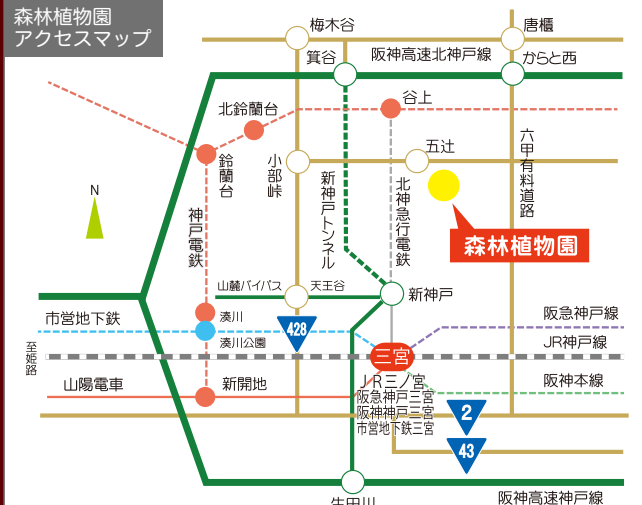 森林植物園
アクセスマップ
梅木谷
唐櫃
箕谷
阪神高速北神戸線
からと西
谷上
北鈴蘭台
五辻
六甲有料道路
鈴蘭台
小部峠
新神戸トンネル
北神急行電鉄
N
神戸電鉄
森林植物園
山麓バイパス
天王谷
新神戸
市営地下鉄
湊川
428
阪急神戸線
湊川公園
JR神戸線
至姫路
三宮
山陽電車
新開地
JR三ノ宮
阪急神戸三宮
阪神神戸三宮
市営地下鉄三宮
阪神本線
2
43
生田川
阪神高速神戸線